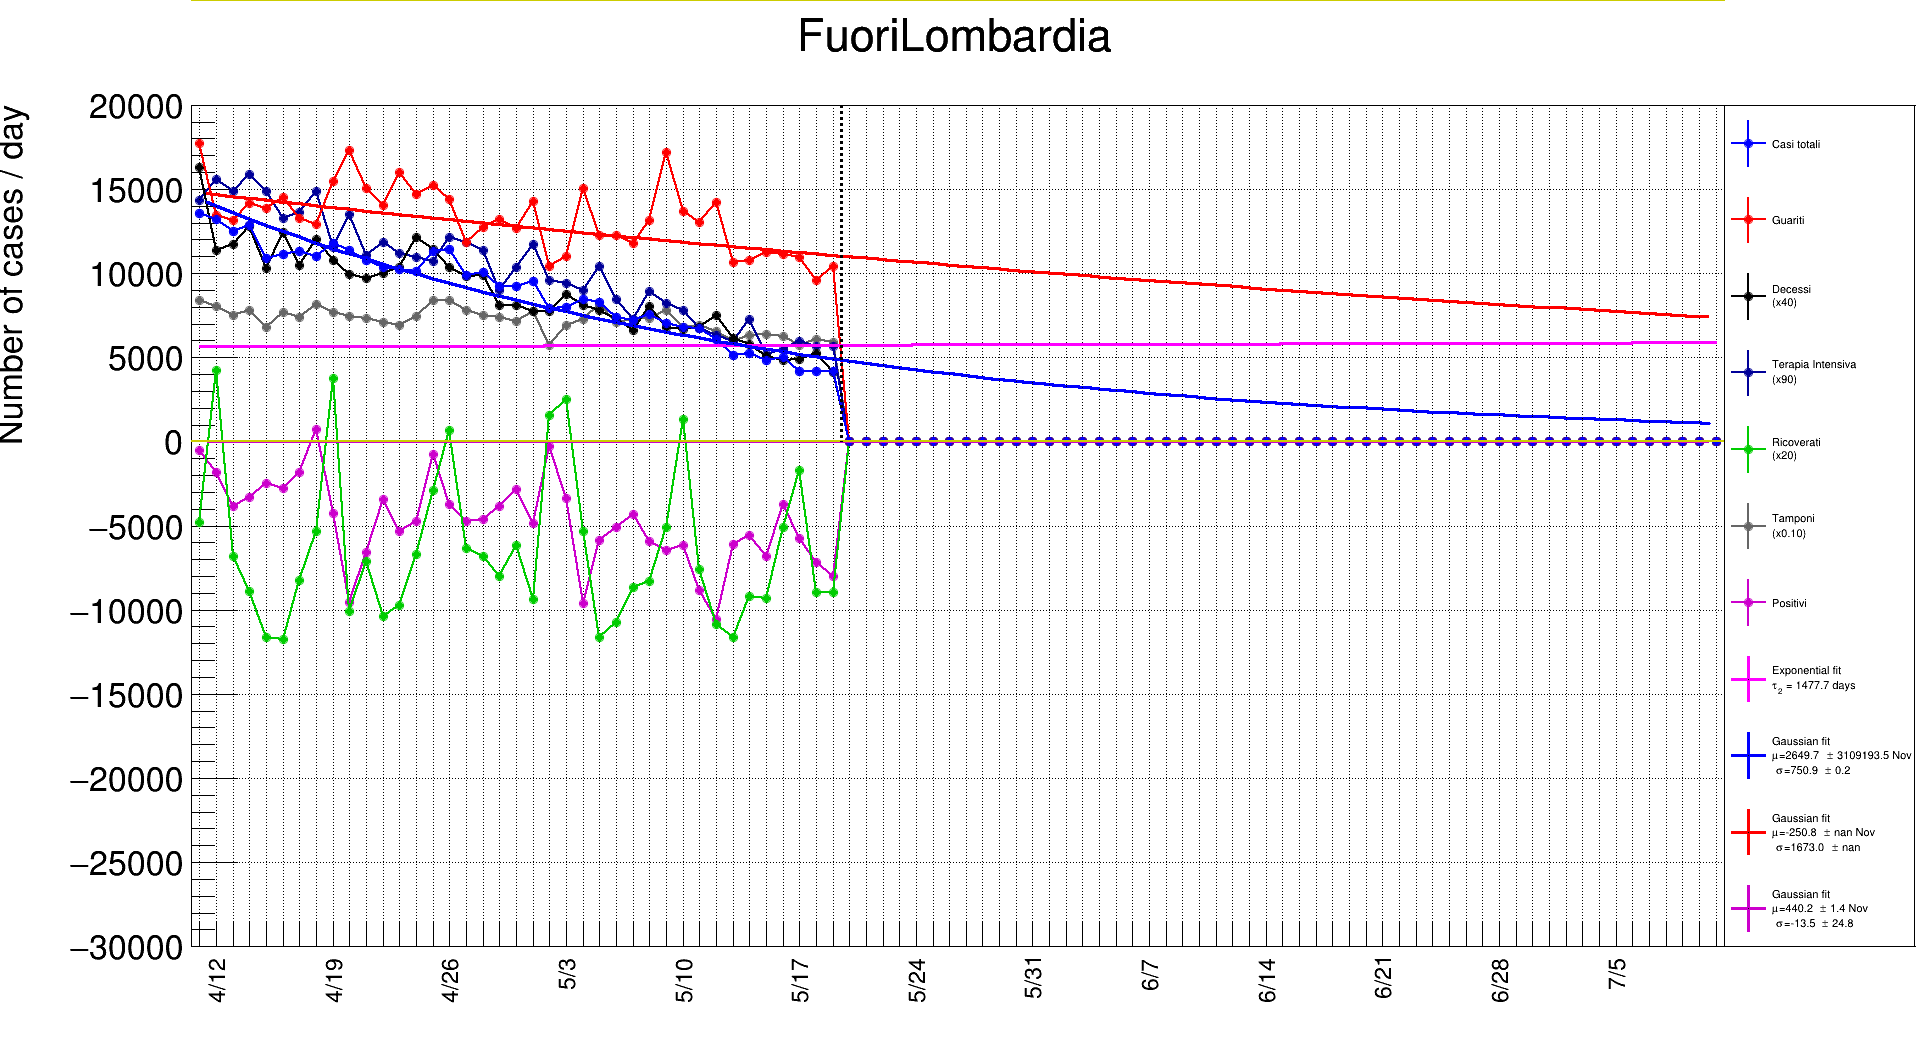 FuoriLombardia
Number of cases / day
20000
15000
10000
5000
0
−5000
−10000
−15000
−20000
−25000
−30000
4/12
4/19
4/26
5/3
5/10
5/17
5/24
5/31
6/7
6/14
6/21
6/28
7/5
Casi totali
Guariti
Decessi
(x40)
Terapia Intensiva
(x90)
Ricoverati
(x20)
Tamponi
(x0.10)
Positivi
Exponential fit
τ2 = 1477.7 days
Gaussian fit
μ=2649.7 ± 3109193.5 Nov
σ=750.9 ± 0.2
Gaussian fit
μ=-250.8 ± nan Nov
σ=1673.0 ± nan
Gaussian fit
μ=440.2 ± 1.4 Nov
σ=-13.5 ± 24.8